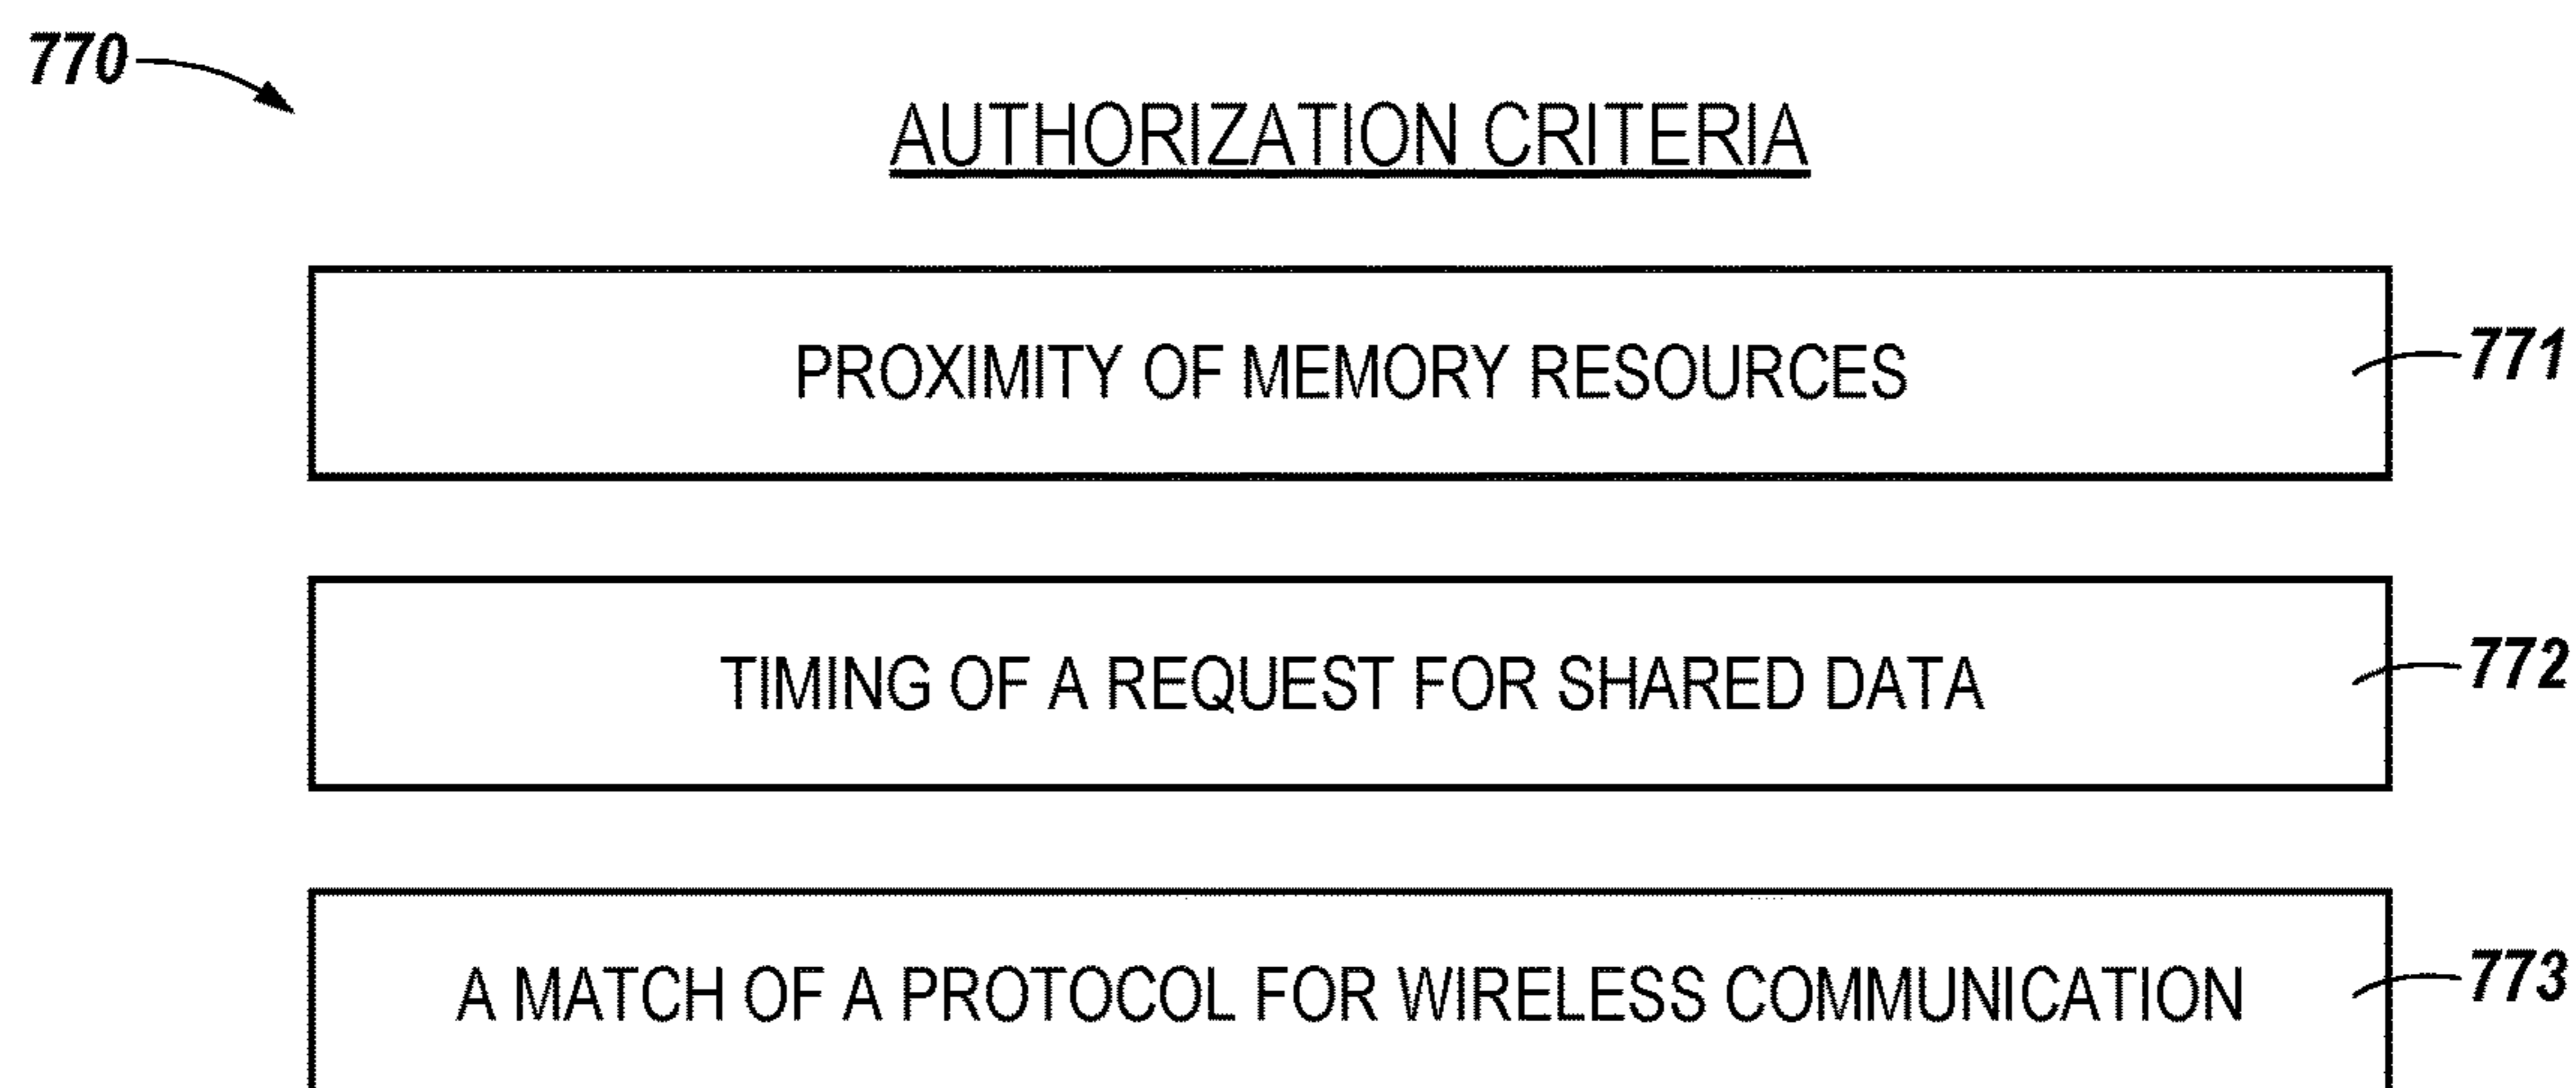 770
AUTHORIZATION CRITERIA
PROXIMITY OF MEMORY RESOURCES
771
TIMING OF A REQUEST FOR SHARED DATA
772
A MATCH OF A PROTOCOL FOR WIRELESS COMMUNICATION
773